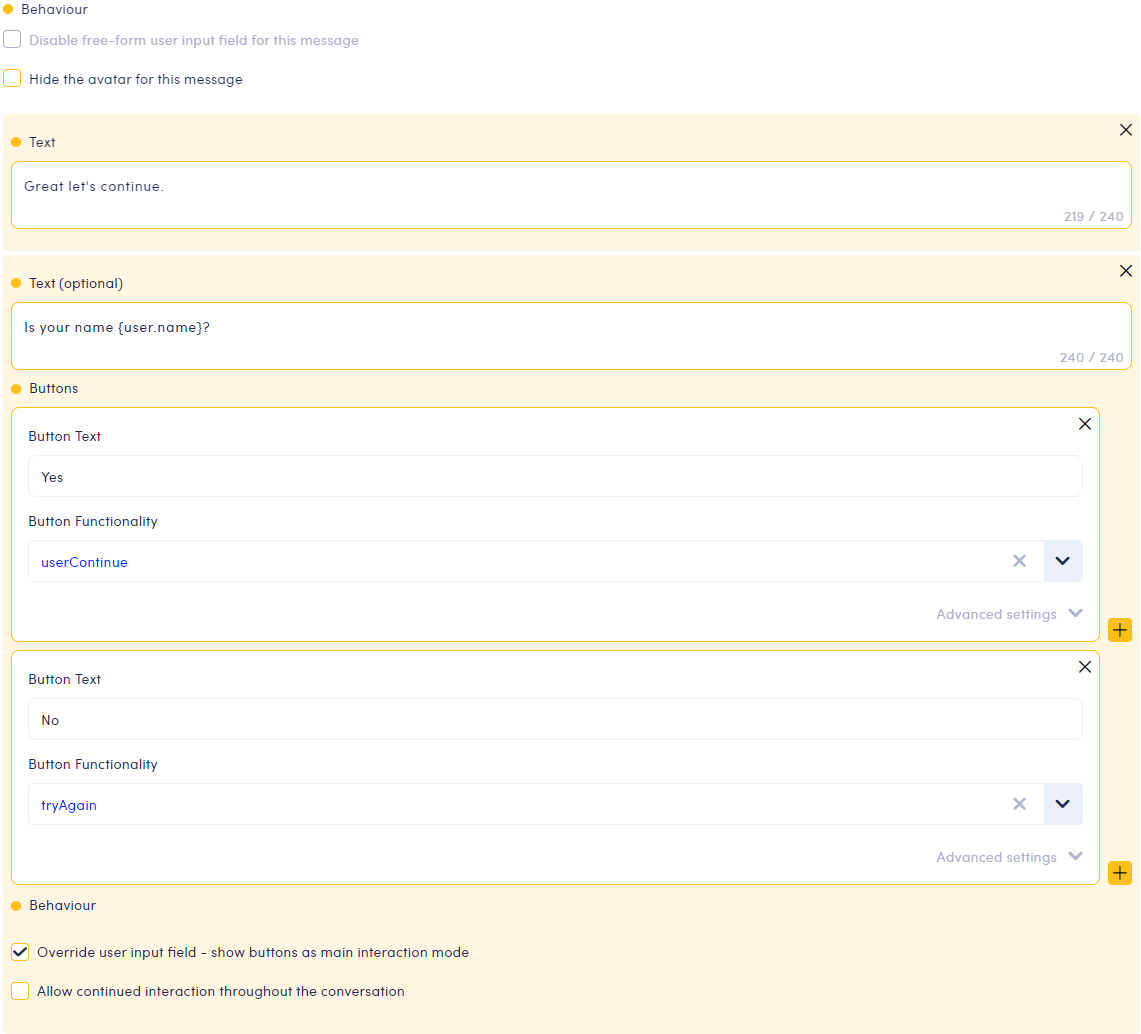 Behaviour
Disable free-form user input field for this message
Hide the avatar for this message
Text
Great let's continue.
219 / 240
Text (optional)
Is your name {user.name}?
240 / 240
Buttons
Button Text
Yes
Button Functionality
userContinue
Advanced settings
Button Text
No
Button Functionality
tryAgain
Advanced settings
Behaviour
Override user input field - show buttons as main interaction mode
Allow continued interaction throughout the conversation